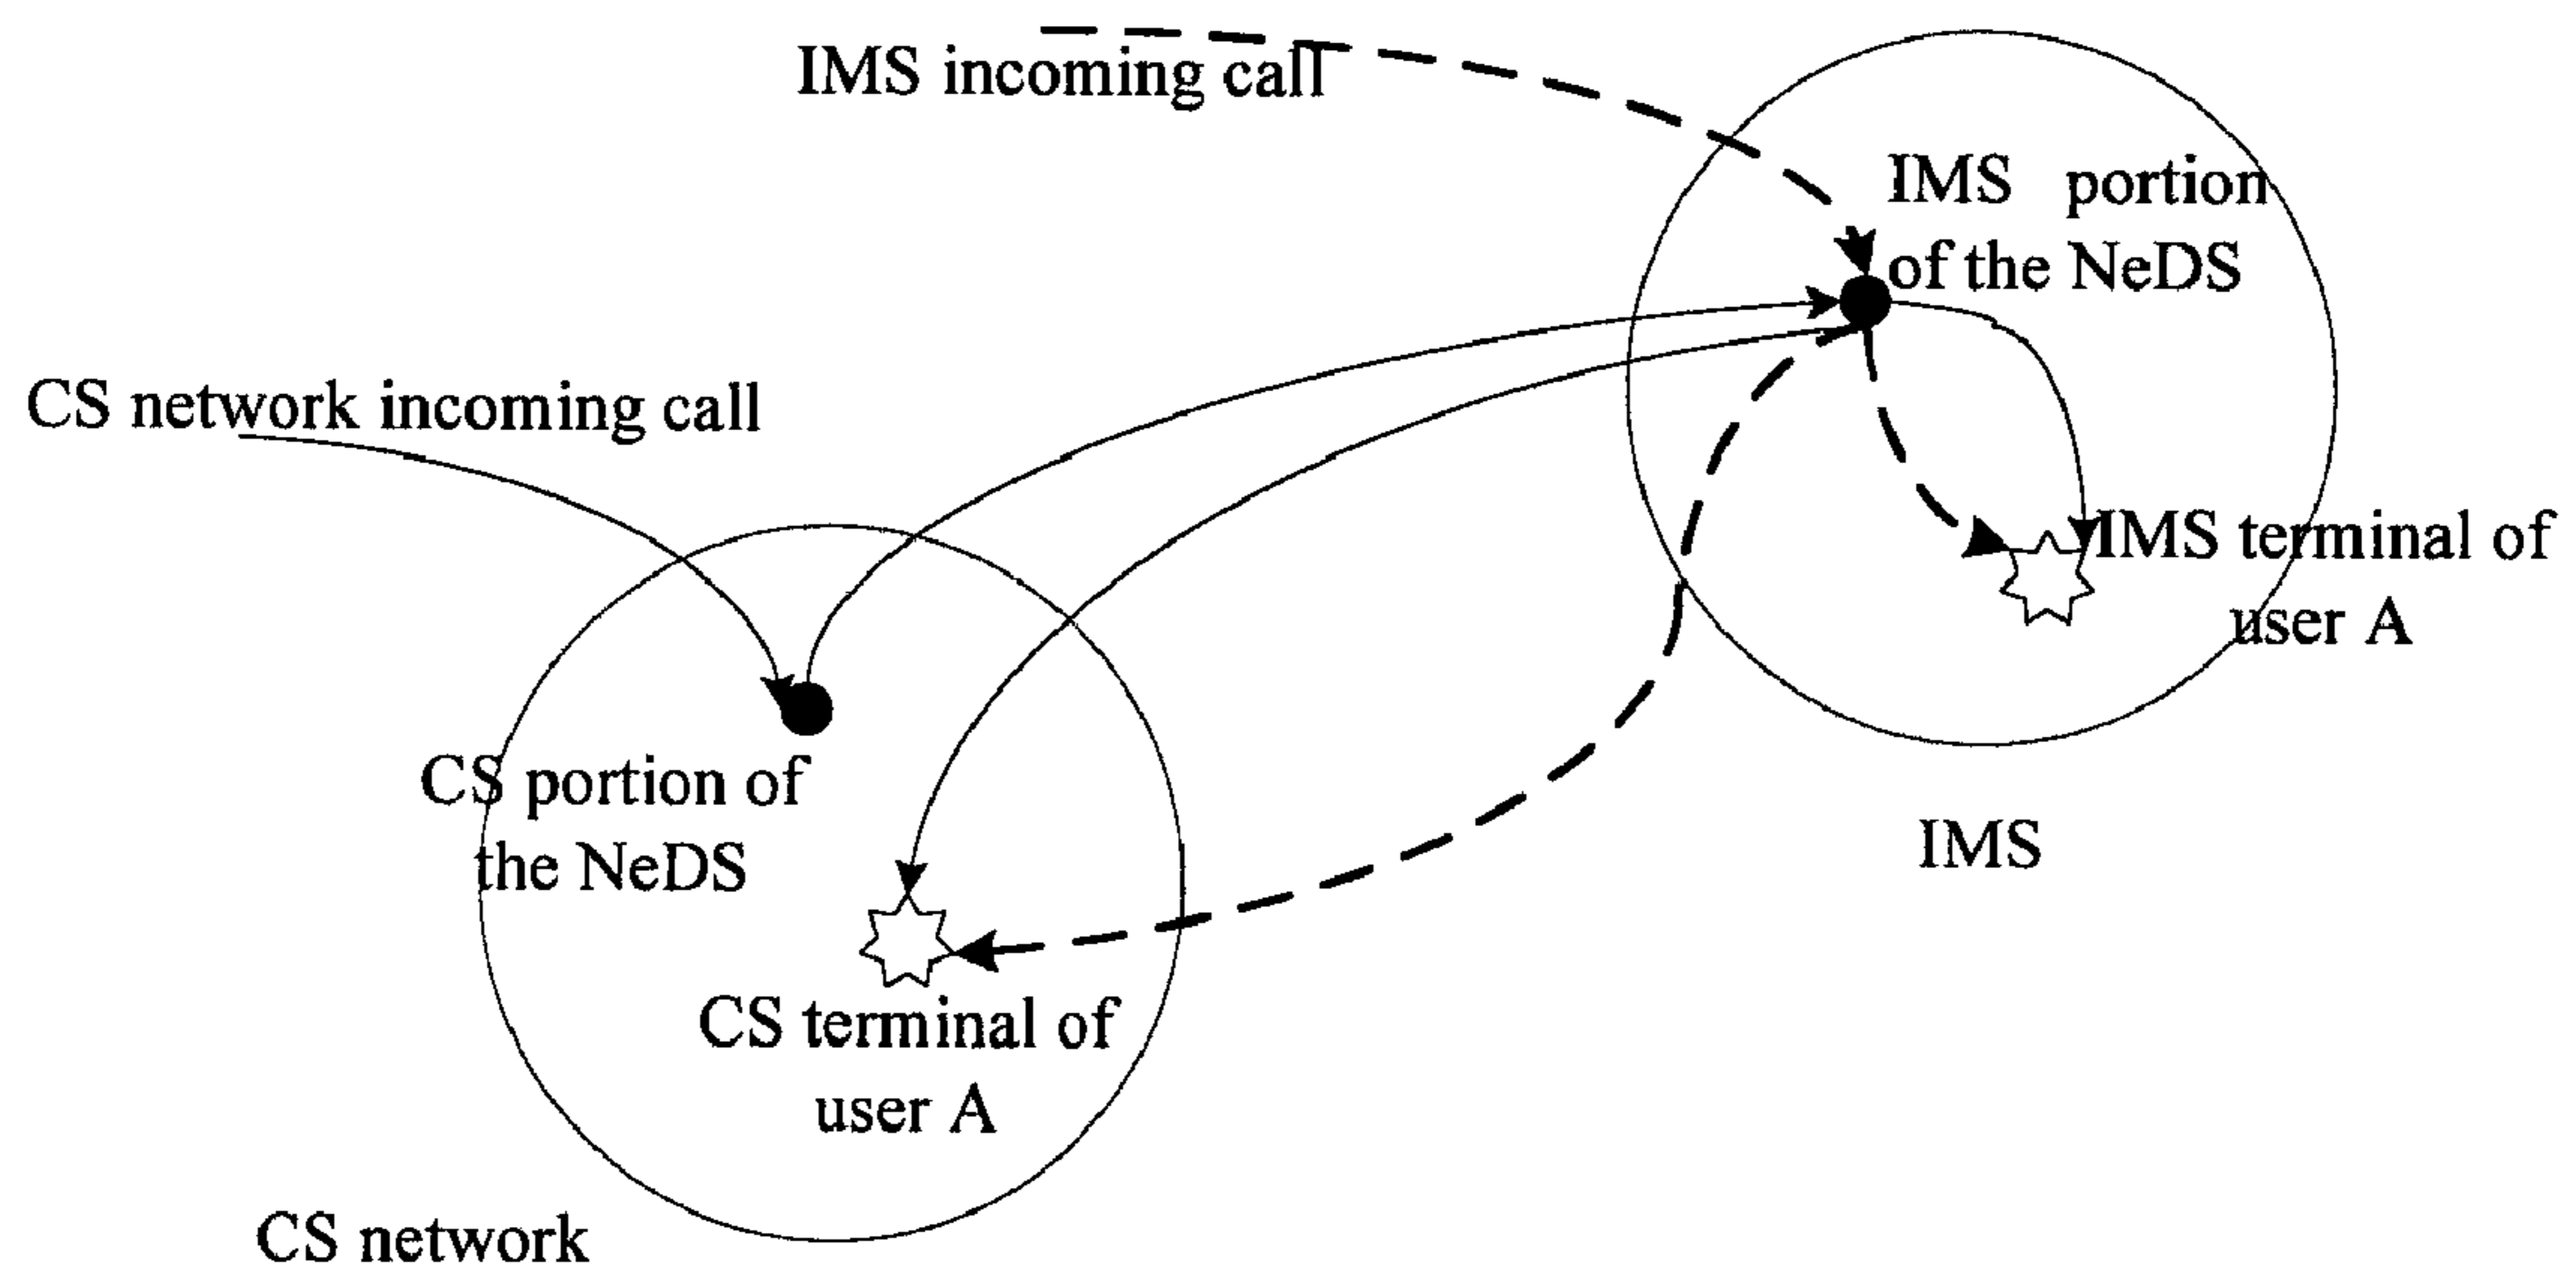 IMS incoming call
IMS portion
of the NeDS
CS network incoming call
IMS terminal of
user A
CS portion of
the NeDS
IMS
CS terminal of
user A
CS network